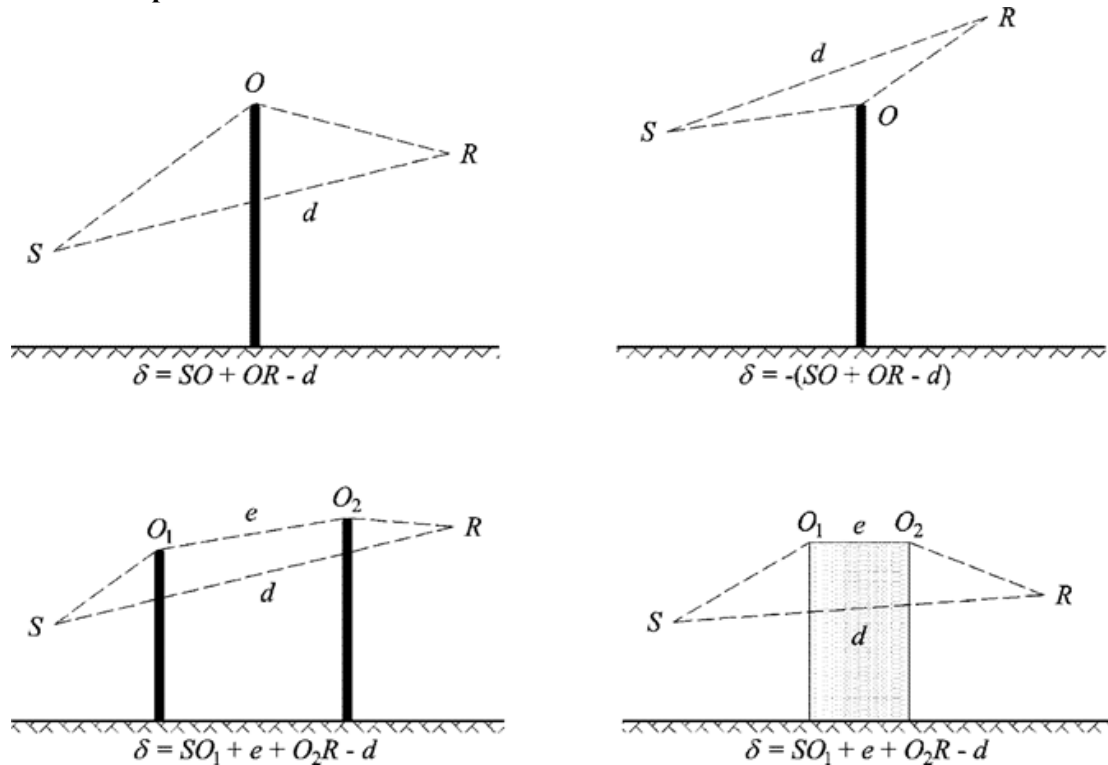 O
R
d
S
δ = SO + OR - d
R
d
S
O
δ = -(SO + OR - d)
O₁
e
O₂
R
d
S
δ = SO₁ + e + O₂R - d
O₁
e
O₂
R
S
d
δ = SO₁ + e + O₂R - d